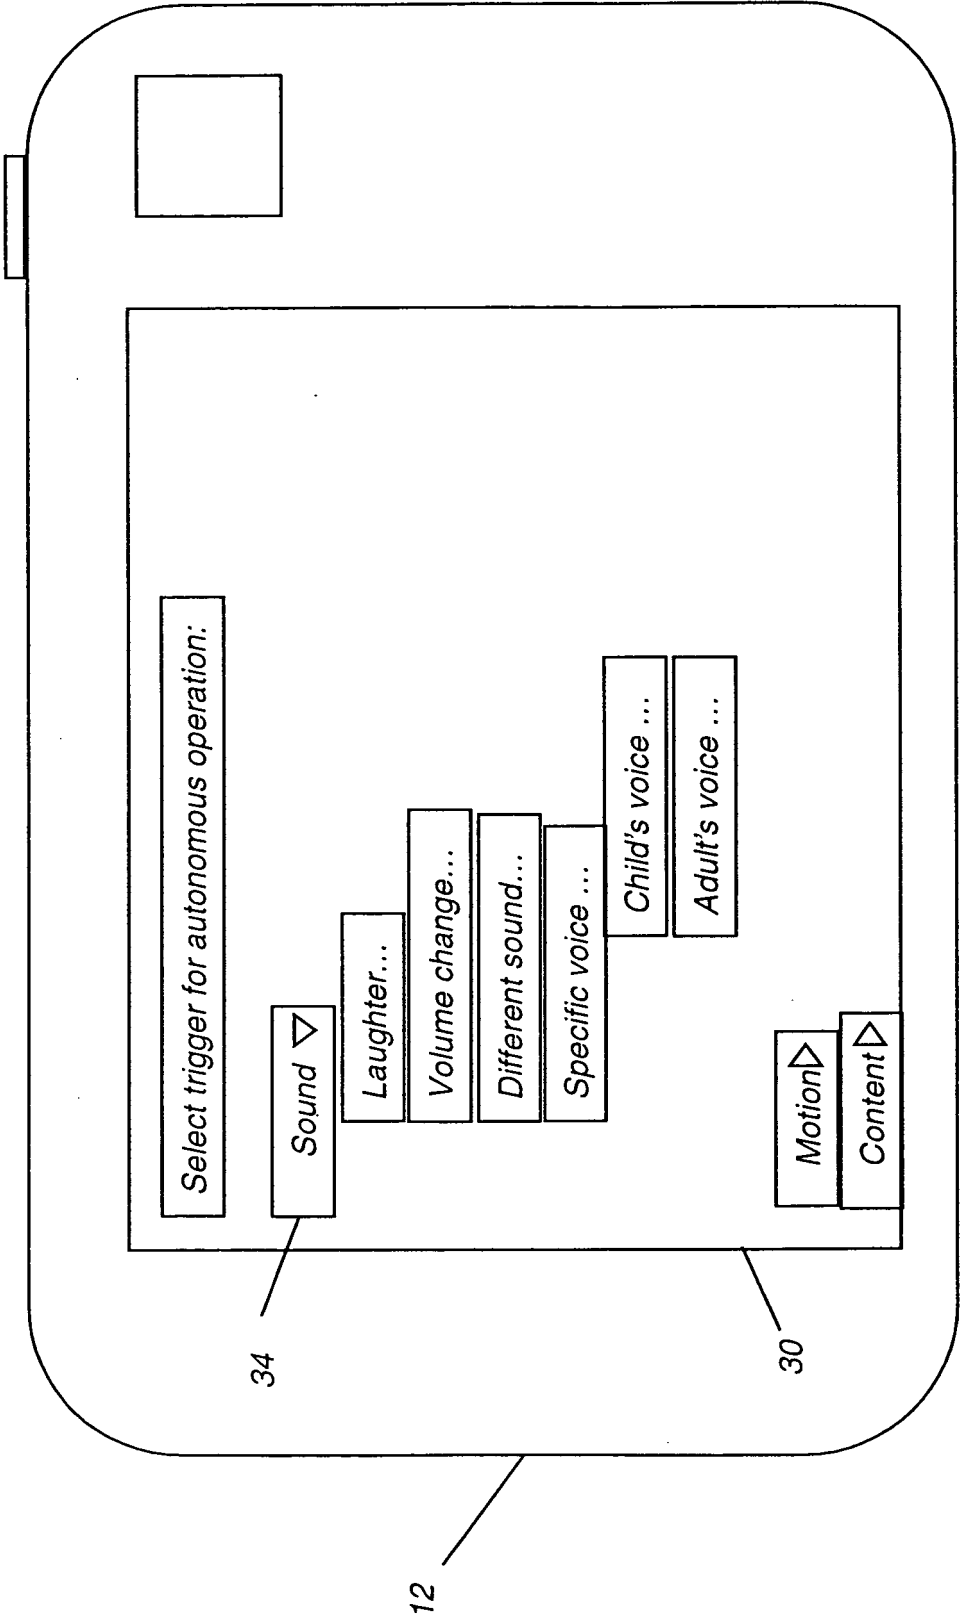 Select trigger for autonomous operation:
Sound
Laughter...
Volume change...
Different sound...
Specific voice ...
Child's voice ...
Adult's voice ...
Motion
Content
34
30
12